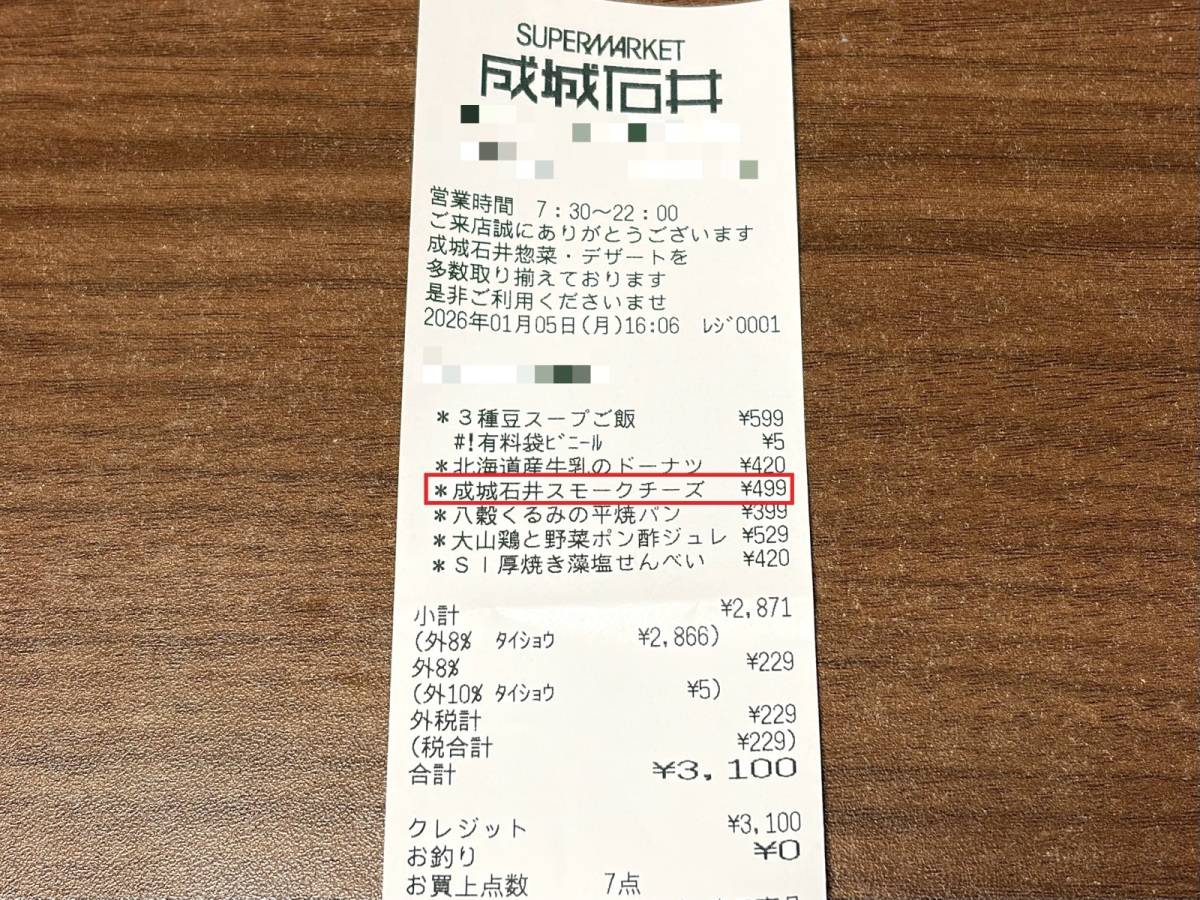 SUPERMARKET
成城石井
営業時間 7:30～22:00
ご来店誠にありがとうございます
成城石井惣菜・デザートを
多数取り揃えております
是非ご利用くださいませ
2026年01月05日(月)16:06 ﾚｼﾞ0001
＊３種豆スープご飯 ¥599
#!有料袋ﾋﾞﾆｰﾙ ¥5
＊北海道産牛乳のドーナツ ¥420
＊成城石井スモークチーズ ¥499
＊八穀くるみの平焼パン ¥399
＊大山鶏と野菜ポン酢ジュレ ¥529
＊ＳＩ厚焼き藻塩せんべい ¥420
小計 ¥2,871
(外8% ﾀｲｼｮｳ ¥2,866)
外8% ¥229
(外10% ﾀｲｼｮｳ ¥5)
外税計 ¥229
(税合計 ¥229)
合計 ¥3,100
クレジット ¥3,100
お釣り ¥0
お買上点数 7点